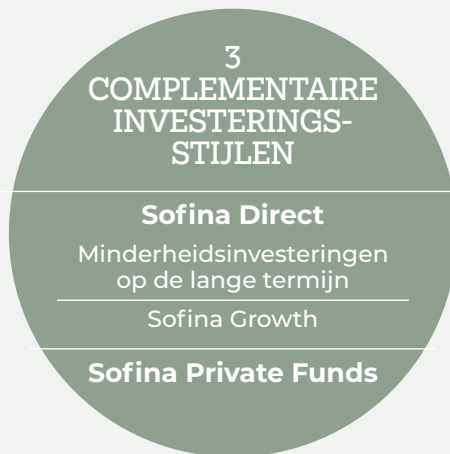 3
COMPLEMENTAIRE
INVESTERINGS-
STIJLEN
Sofina Direct
Minderheidsinvesteringen
op de lange termijn
Sofina Growth
Sofina Private Funds